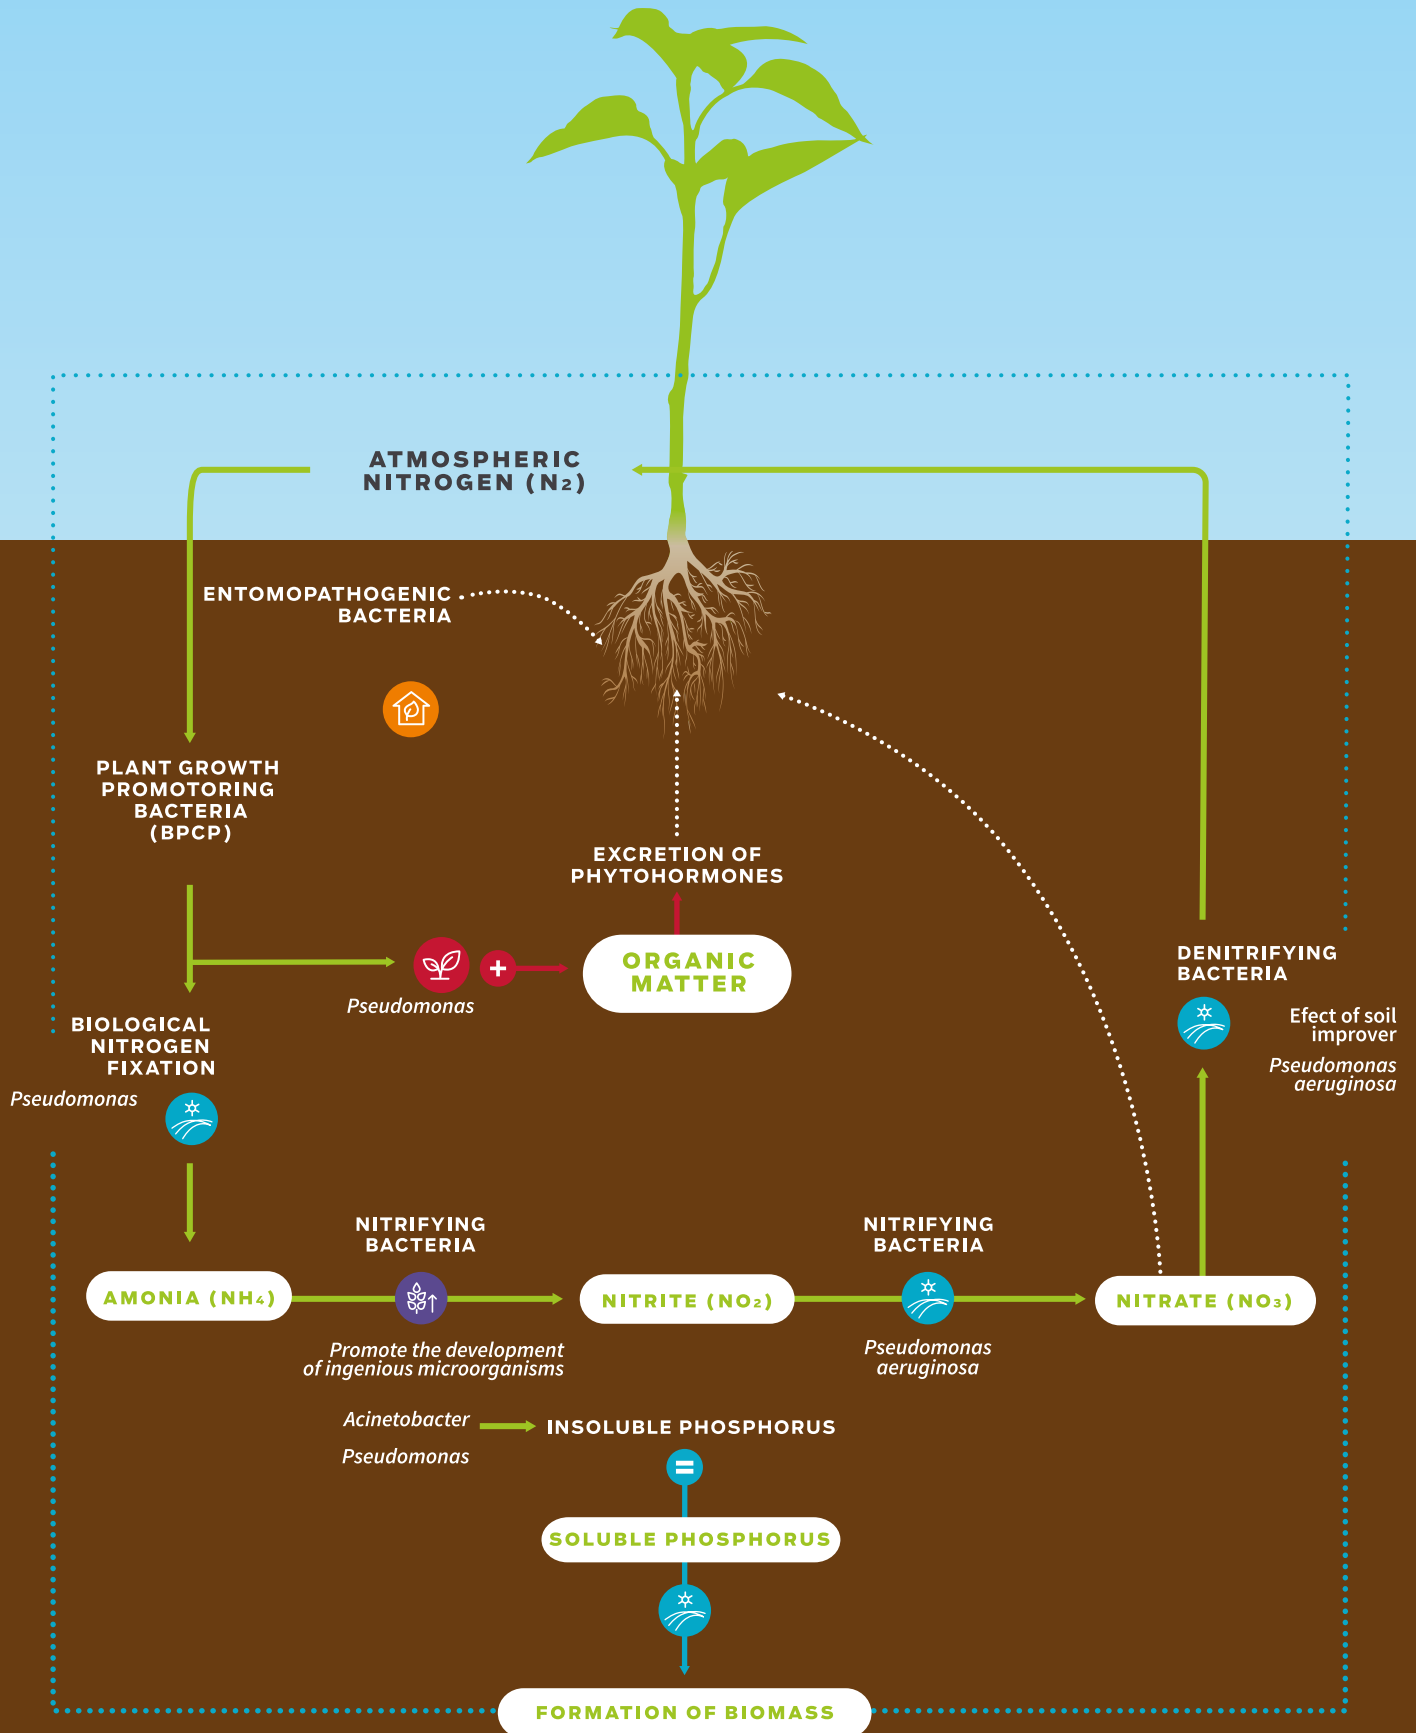 ATMOSPHERIC
NITROGEN (N₂)
ENTOMOPATHOGENIC
BACTERIA
PLANT GROWTH
PROMOTORING
BACTERIA
(BPCP)
EXCRETION OF
PHYTOHORMONES
ORGANIC
MATTER
+
Pseudomonas
DENITRIFYING
BACTERIA
Efect of soil
improver
Pseudomonas
aeruginosa
BIOLOGICAL
NITROGEN
FIXATION
Pseudomonas
NITRIFYING
BACTERIA
NITRIFYING
BACTERIA
AMONIA (NH₄)
NITRITE (NO₂)
NITRATE (NO₃)
Promote the development
of ingenious microorganisms
Pseudomonas
aeruginosa
Acinetobacter
Pseudomonas
INSOLUBLE PHOSPHORUS
=
SOLUBLE PHOSPHORUS
FORMATION OF BIOMASS